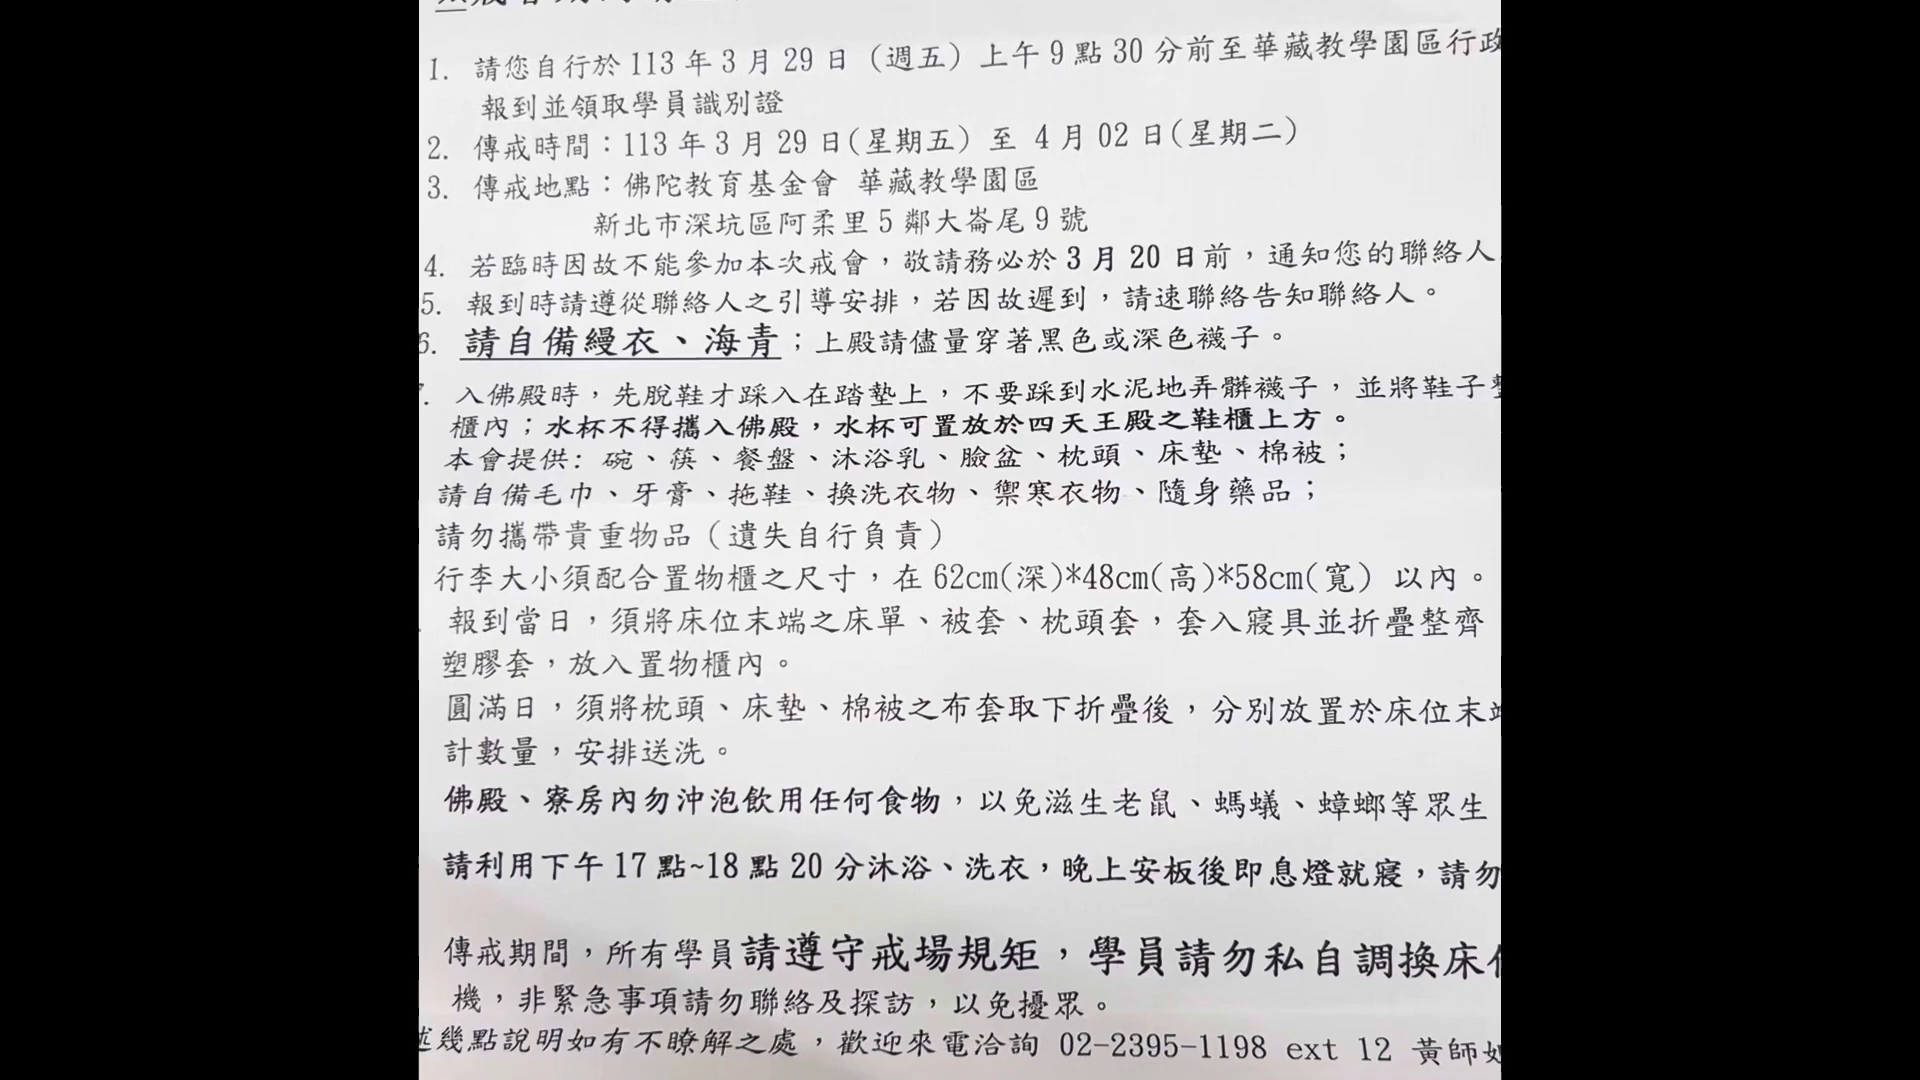 1. 請您自行於 113 年 3 月 29 日（週五）上午 9 點 30 分前至華藏教學園區行政
報到並領取學員識別證
2. 傳戒時間：113 年 3 月 29 日(星期五) 至 4 月 02 日(星期二)
3. 傳戒地點：佛陀教育基金會 華藏教學園區
新北市深坑區阿柔里 5 鄰大崙尾 9 號
4. 若臨時因故不能參加本次戒會，敬請務必於 3 月 20 日前，通知您的聯絡人
5. 報到時請遵從聯絡人之引導安排，若因故遲到，請速聯絡告知聯絡人。
6. 請自備縵衣、海青；上殿請儘量穿著黑色或深色襪子。
7. 入佛殿時，先脫鞋才踩入在踏墊上，不要踩到水泥地弄髒襪子，並將鞋子
櫃內；水杯不得攜入佛殿，水杯可置放於四天王殿之鞋櫃上方。
本會提供: 碗、筷、餐盤、沐浴乳、臉盆、枕頭、床墊、棉被；
請自備毛巾、牙膏、拖鞋、換洗衣物、禦寒衣物、隨身藥品；
請勿攜帶貴重物品（遺失自行負責）
行李大小須配合置物櫃之尺寸，在 62cm(深)*48cm(高)*58cm(寬) 以內。
報到當日，須將床位末端之床單、被套、枕頭套，套入寢具並折疊整齊
塑膠套，放入置物櫃內。
圓滿日，須將枕頭、床墊、棉被之布套取下折疊後，分別放置於床位末端
計數量，安排送洗。
佛殿、寮房內勿沖泡飲用任何食物，以免滋生老鼠、螞蟻、蟑螂等眾生
請利用下午 17 點~18 點 20 分沐浴、洗衣，晚上安板後即息燈就寢，請勿
傳戒期間，所有學員請遵守戒場規矩，學員請勿私自調換床
機，非緊急事項請勿聯絡及探訪，以免擾眾。
述幾點說明如有不瞭解之處，歡迎來電洽詢 02-2395-1198 ext 12 黃師